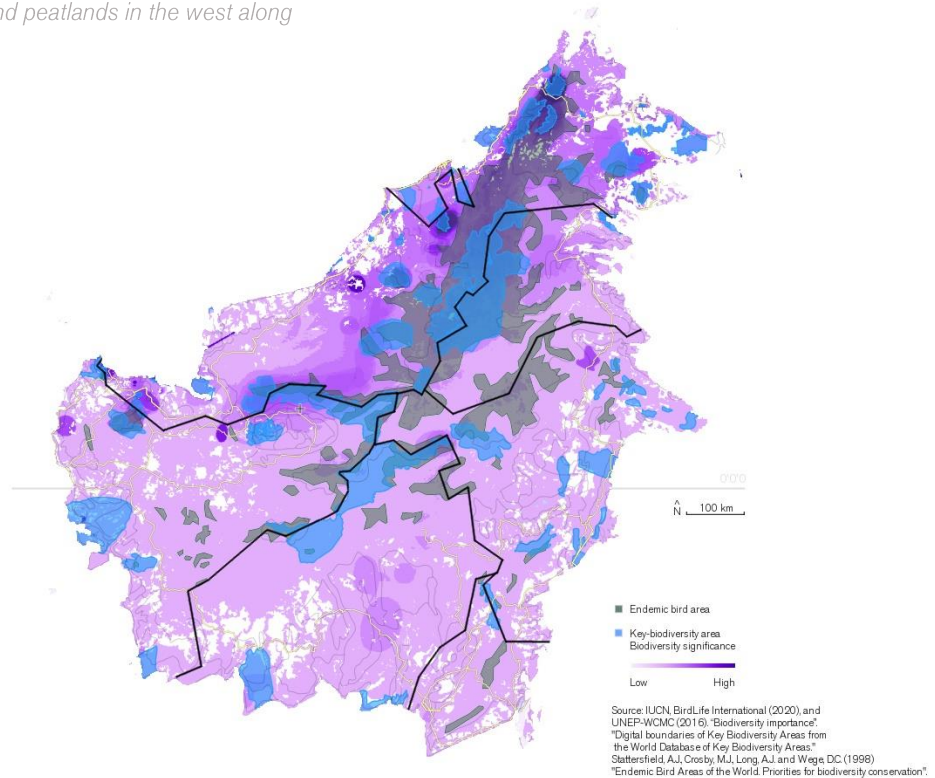 nd peatlands in the west along
0°0'0
N 100 km
Endemic bird area
Key-biodiversity area
Biodiversity significance
Low High
Source: IUCN, BirdLife International (2020), and
UNEP-WCMC (2016). "Biodiversity importance".
"Digital boundaries of Key Biodiversity Areas from
the World Database of Key Biodiversity Areas."
Stattersfield, A.J., Crosby, M.J., Long, A.J. and Wege, D.C. (1998)
"Endemic Bird Areas of the World. Priorities for biodiversity conservation".